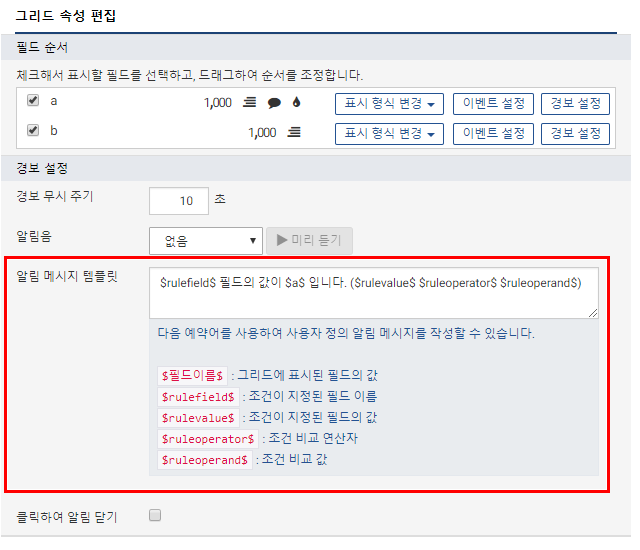 그리드 속성 편집
필드 순서
체크해서 표시할 필드를 선택하고, 드래그하여 순서를 조정합니다.
a 1,000 표시 형식 변경 이벤트 설정 경보 설정
b 1,000 표시 형식 변경 이벤트 설정 경보 설정
경보 설정
경보 무시 주기 10 초
알림음 없음 미리 듣기
알림 메시지 템플릿 $rulefield$ 필드의 값이 $a$ 입니다. ($rulevalue$ $ruleoperator$ $ruleoperand$)
다음 예약어를 사용하여 사용자 정의 알림 메시지를 작성할 수 있습니다.
$필드이름$ : 그리드에 표시된 필드의 값
$rulefield$ : 조건이 지정된 필드 이름
$rulevalue$ : 조건이 지정된 필드의 값
$ruleoperator$ : 조건 비교 연산자
$ruleoperand$ : 조건 비교 값
클릭하여 알림 닫기